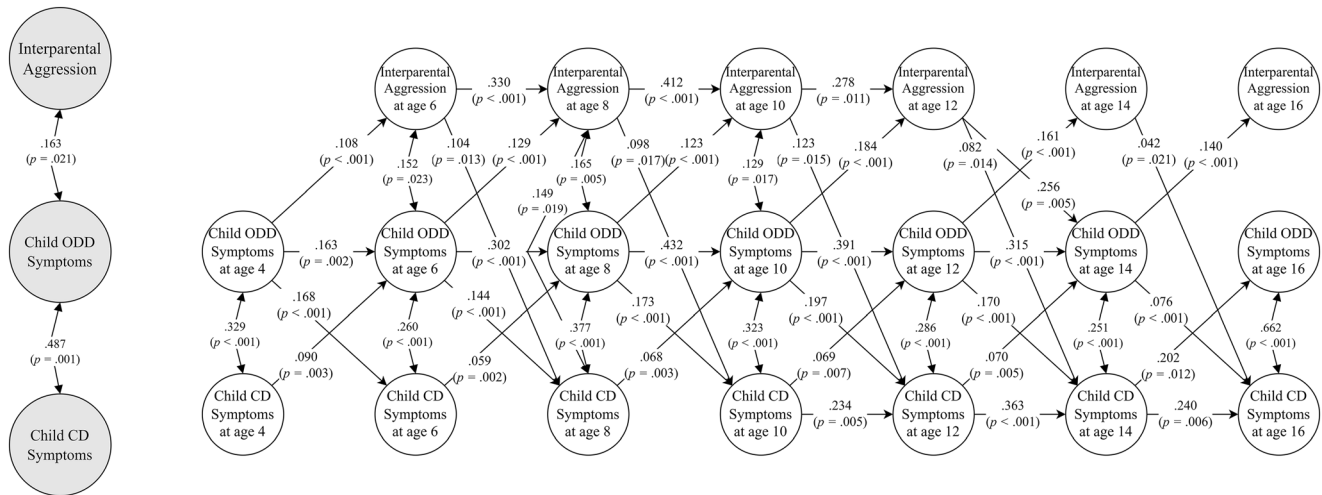 Interparental
Aggression
.163
(p = .021)
Child ODD
Symptoms
.487
(p = .001)
Child CD
Symptoms
Interparental
Aggression
at age 6
.330
(p < .001)
Interparental
Aggression
at age 8
.412
(p < .001)
Interparental
Aggression
at age 10
.278
(p = .011)
Interparental
Aggression
at age 12
Interparental
Aggression
at age 14
Interparental
Aggression
at age 16
.108
(p < .001)
.152
(p = .023)
.104
(p = .013)
.129
(p < .001)
.165
(p = .005)
.149
(p = .019)
.098
(p = .017)
.123
(p < .001)
.129
(p = .017)
.123
(p = .015)
.184
(p < .001)
.082
(p = .014)
.256
(p = .005)
.161
(p < .001)
.042
(p = .021)
.140
(p < .001)
Child ODD
Symptoms
at age 4
.163
(p = .002)
Child ODD
Symptoms
at age 6
.302
(p < .001)
Child ODD
Symptoms
at age 8
.432
(p < .001)
Child ODD
Symptoms
at age 10
.391
(p < .001)
Child ODD
Symptoms
at age 12
.315
(p < .001)
Child ODD
Symptoms
at age 14
Child ODD
Symptoms
at age 16
.329
(p < .001)
.168
(p < .001)
.090
(p = .003)
.260
(p < .001)
.144
(p < .001)
.059
(p = .002)
.377
(p < .001)
.173
(p < .001)
.068
(p = .003)
.323
(p < .001)
.197
(p < .001)
.069
(p = .007)
.286
(p < .001)
.170
(p < .001)
.070
(p = .005)
.251
(p < .001)
.076
(p < .001)
.202
(p = .012)
.662
(p < .001)
Child CD
Symptoms
at age 4
Child CD
Symptoms
at age 6
Child CD
Symptoms
at age 8
Child CD
Symptoms
at age 10
.234
(p = .005)
Child CD
Symptoms
at age 12
.363
(p < .001)
Child CD
Symptoms
at age 14
.240
(p = .006)
Child CD
Symptoms
at age 16